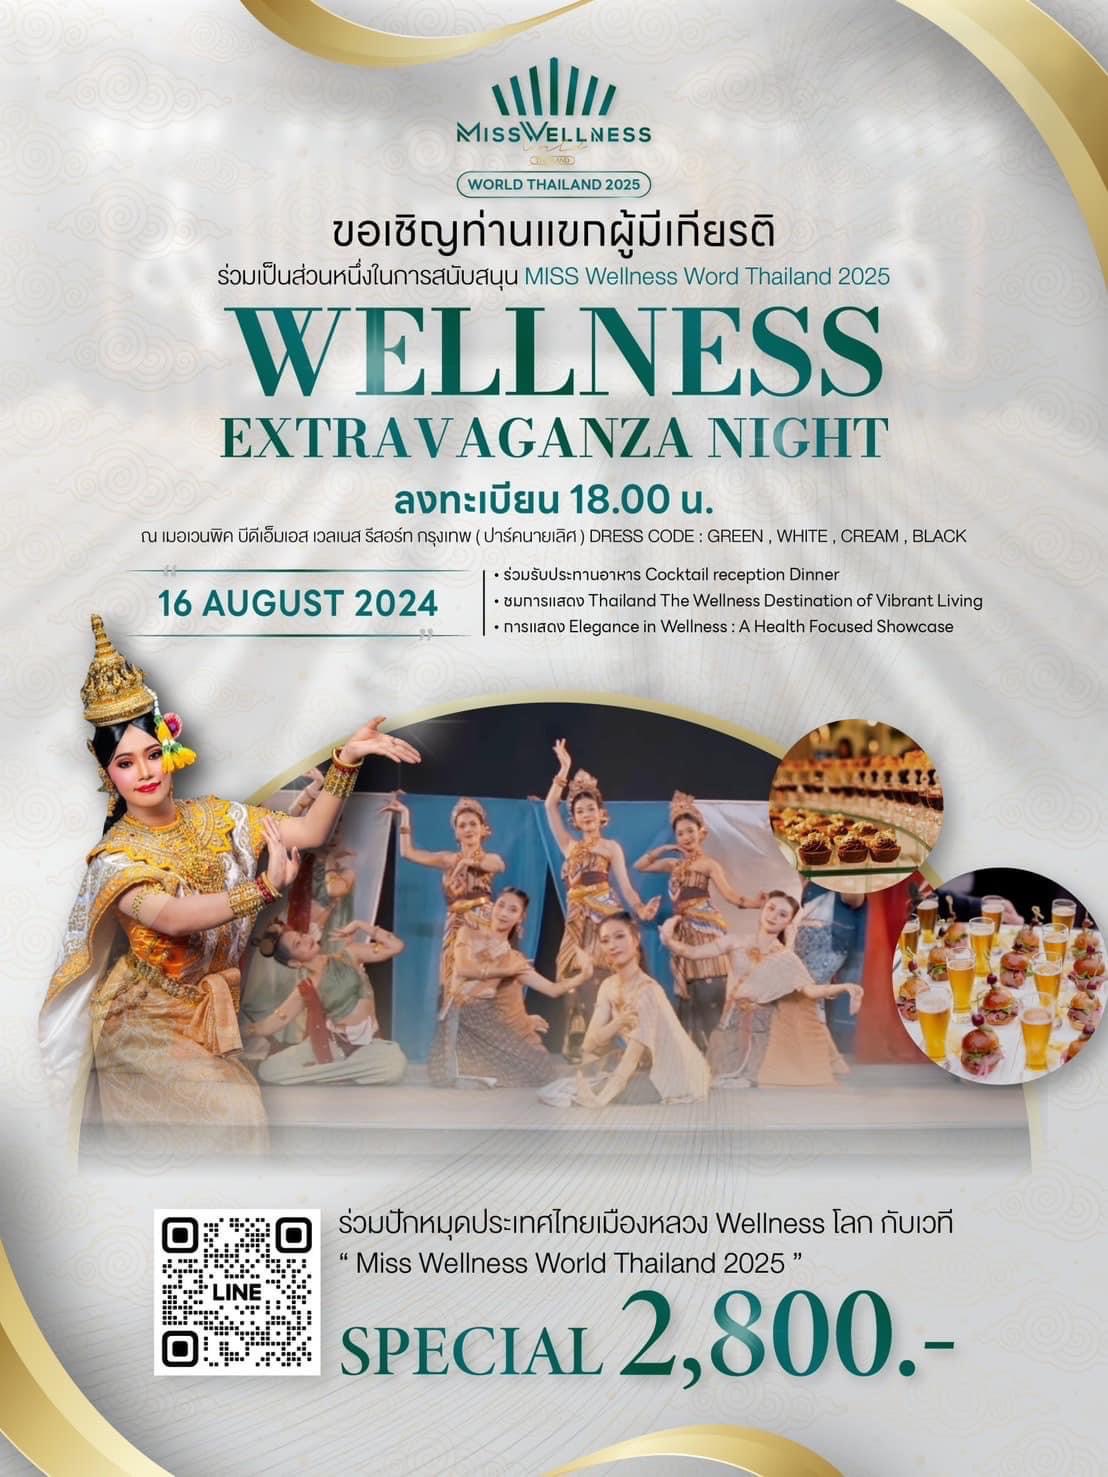 MISSWELLNESS
THAILAND
WORLD THAILAND 2025
ขอเชิญท่านแขกผู้มีเกียรติ
ร่วมเป็นส่วนหนึ่งในการสนับสนุน MISS Wellness Word Thailand 2025
WELLNESS
EXTRAVAGANZA NIGHT
ลงทะเบียน 18.00 น.
ณ เมอเวนพิค บีดีเอ็มเอส เวลเนส รีสอร์ท กรุงเทพ ( ปาร์คนายเลิศ ) DRESS CODE : GREEN , WHITE , CREAM , BLACK
“ 16 AUGUST 2024 ”
• ร่วมรับประทานอาหาร Cocktail reception Dinner
• ชมการแสดง Thailand The Wellness Destination of Vibrant Living
• การแสดง Elegance in Wellness : A Health Focused Showcase
LINE
ร่วมปักหมุดประเทศไทยเมืองหลวง Wellness โลก กับเวที
“ Miss Wellness World Thailand 2025 ”
SPECIAL 2,800.-